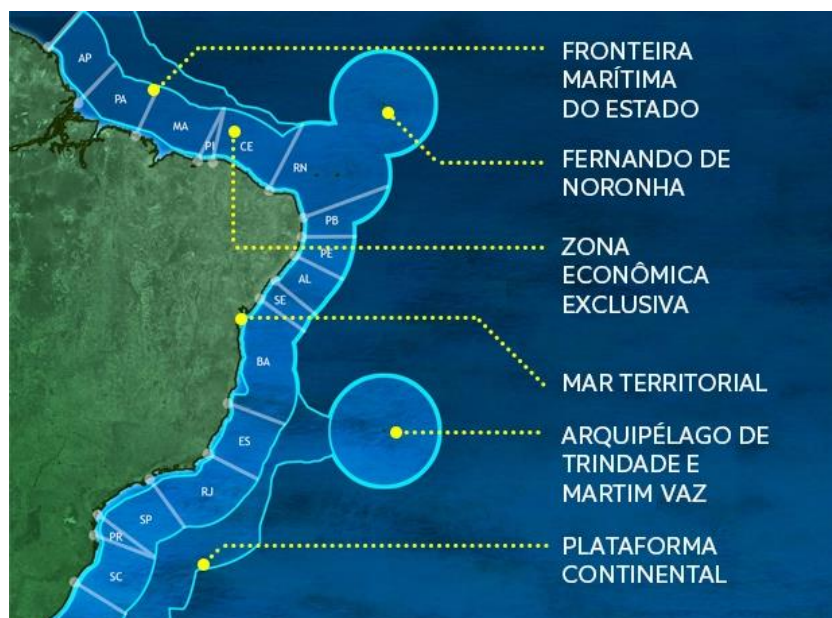 AP
PA
MA
PI
CE
RN
PB
PE
AL
SE
BA
ES
RJ
SP
PR
SC
FRONTEIRA
MARÍTIMA
DO ESTADO
FERNANDO DE
NORONHA
ZONA
ECONÔMICA
EXCLUSIVA
MAR TERRITORIAL
ARQUIPÉLAGO DE
TRINDADE E
MARTIM VAZ
PLATAFORMA
CONTINENTAL